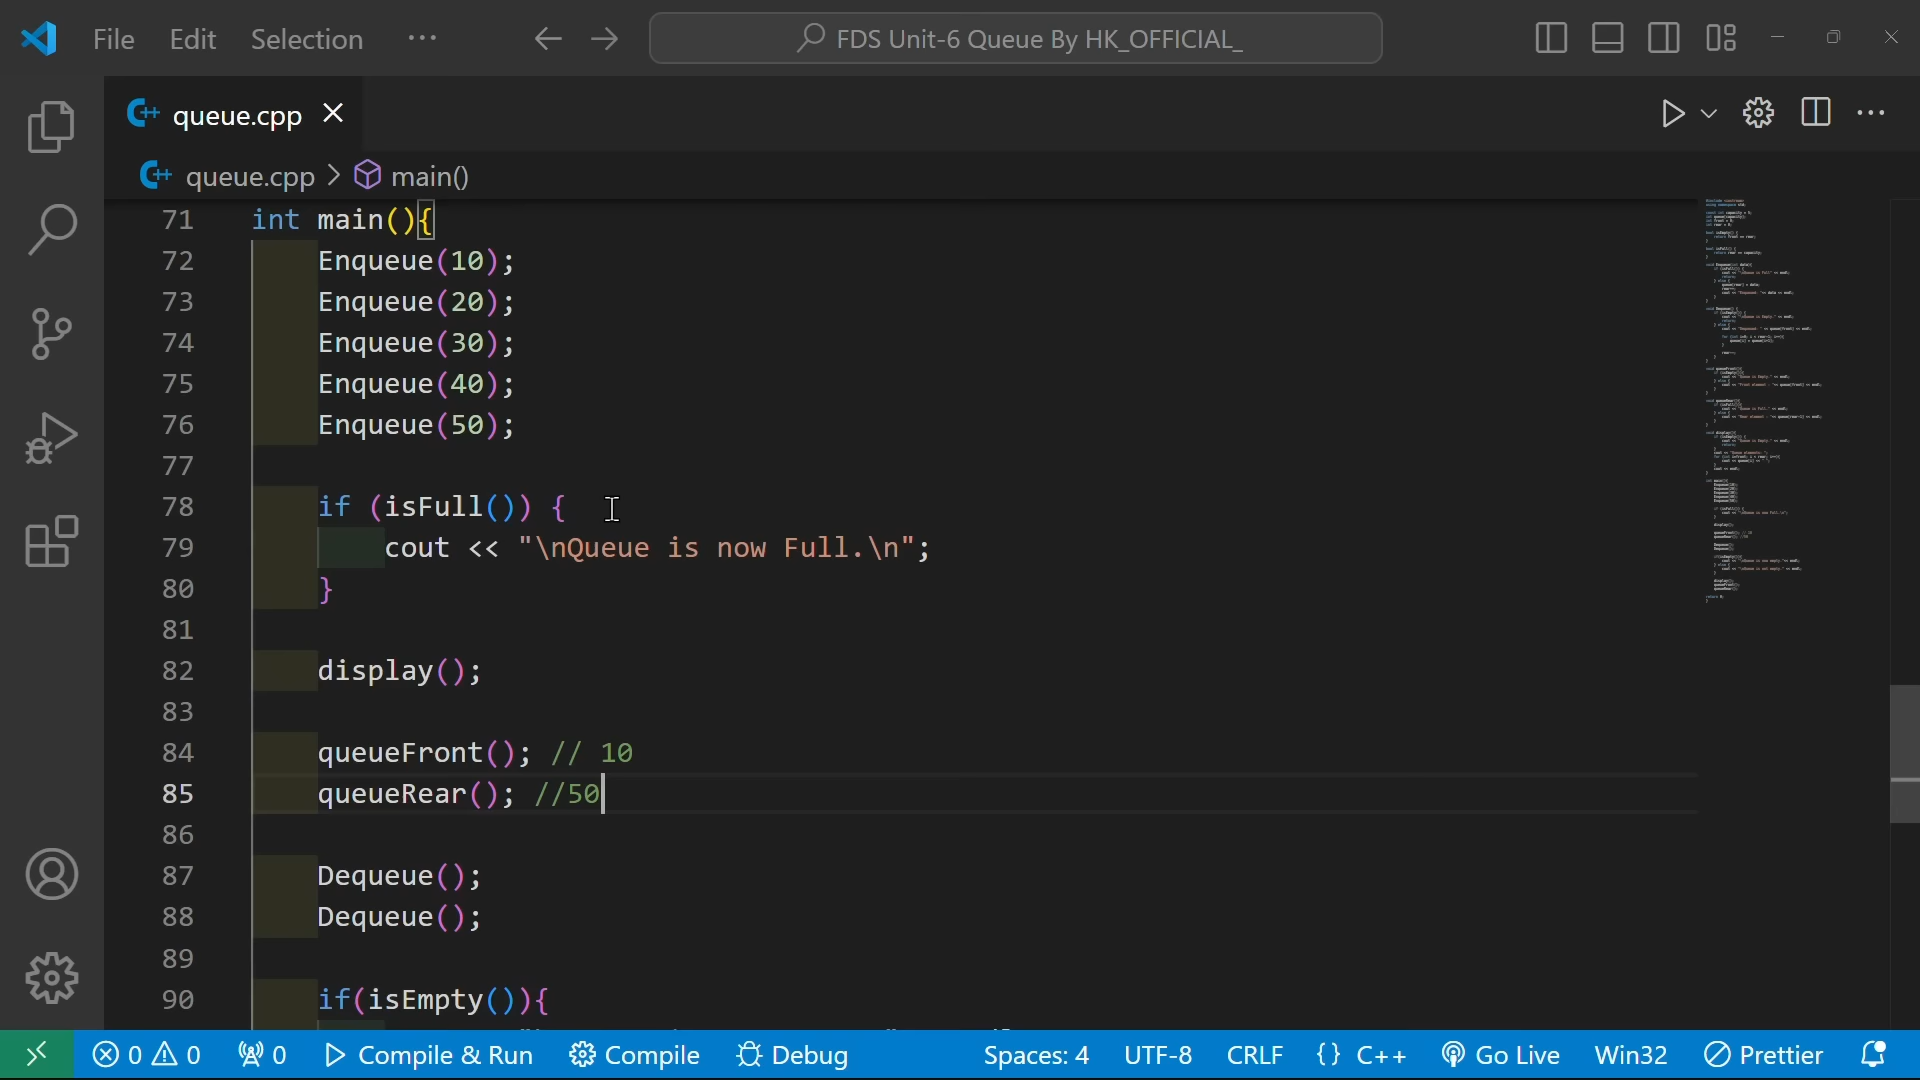 File Edit Selection ··· FDS Unit-6 Queue By HK_OFFICIAL_
queue.cpp
queue.cpp > main()
71 int main(){
72 Enqueue(10);
73 Enqueue(20);
74 Enqueue(30);
75 Enqueue(40);
76 Enqueue(50);
77
78 if (isFull()) {
79 cout << "\nQueue is now Full.\n";
80 }
81
82 display();
83
84 queueFront(); // 10
85 queueRear(); //50
86
87 Dequeue();
88 Dequeue();
89
90 if(isEmpty()){
0 0 0 Compile & Run Compile Debug Spaces: 4 UTF-8 CRLF {} C++ Go Live Win32 Prettier